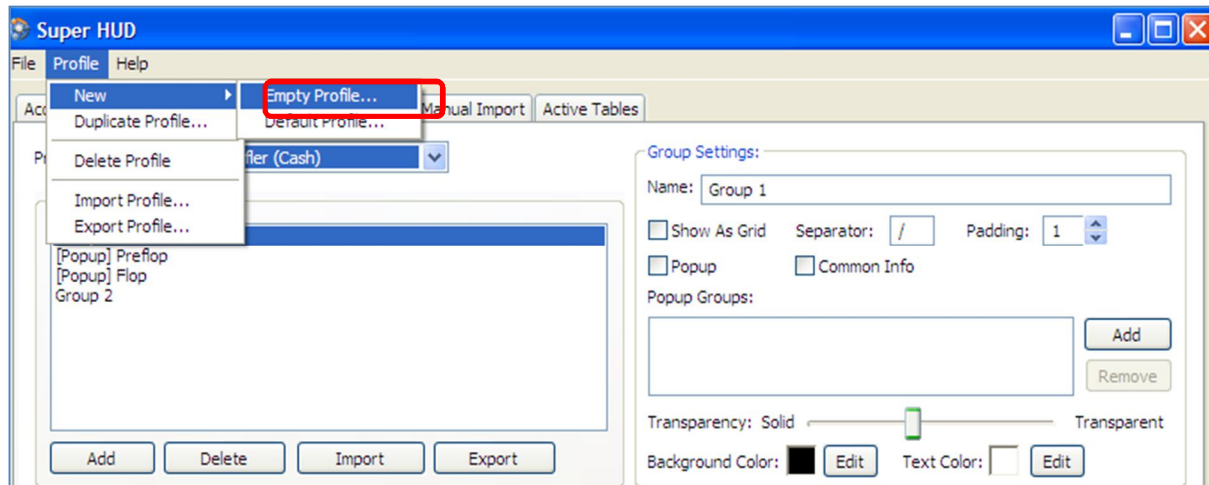 Super HUD
File Profile Help
New Empty Profile...
Duplicate Profile... Default Profile...
Delete Profile
Import Profile...
Export Profile...
Manual Import Active Tables
(Cash)
[Popup] Preflop
[Popup] Flop
Group 2
Add Delete Import Export
Group Settings:
Name: Group 1
Show As Grid Separator: / Padding: 1
Popup Common Info
Popup Groups:
Add
Remove
Transparency: Solid Transparent
Background Color: Edit Text Color: Edit